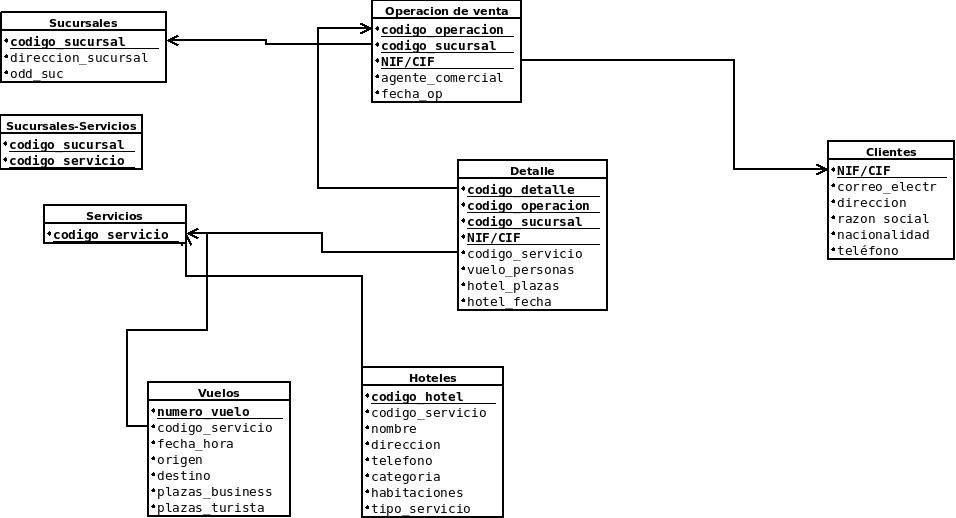 Sucursales
codigo_sucursal
direccion_sucursal
odd_suc
Operacion de venta
codigo_operacion
codigo_sucursal
NIF/CIF
agente_comercial
fecha_op
Sucursales-Servicios
codigo_sucursal
codigo_servicio
Clientes
NIF/CIF
correo_electr
direccion
razon social
nacionalidad
teléfono
Detalle
codigo_detalle
codigo_operacion
codigo_sucursal
NIF/CIF
codigo_servicio
vuelo_personas
hotel_plazas
hotel_fecha
Servicios
codigo_servicio
Vuelos
numero_vuelo
codigo_servicio
fecha_hora
origen
destino
plazas_business
plazas_turista
Hoteles
codigo_hotel
codigo_servicio
nombre
direccion
telefono
categoria
habitaciones
tipo_servicio